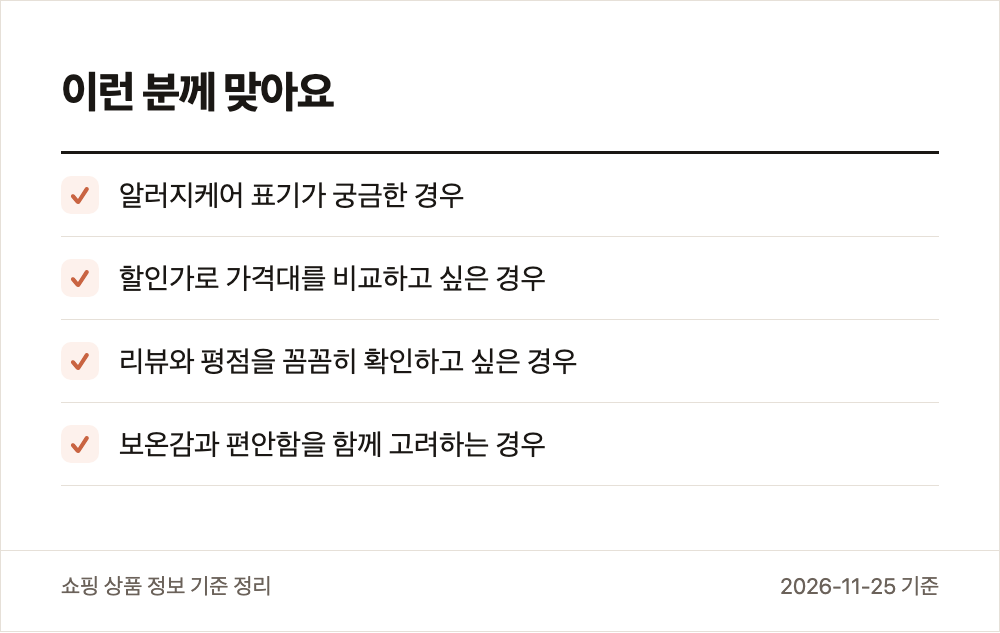 이런 분께 맞아요
알러지케어 표기가 궁금한 경우
할인가로 가격대를 비교하고 싶은 경우
리뷰와 평점을 꼼꼼히 확인하고 싶은 경우
보온감과 편안함을 함께 고려하는 경우
쇼핑 상품 정보 기준 정리
2026-11-25 기준